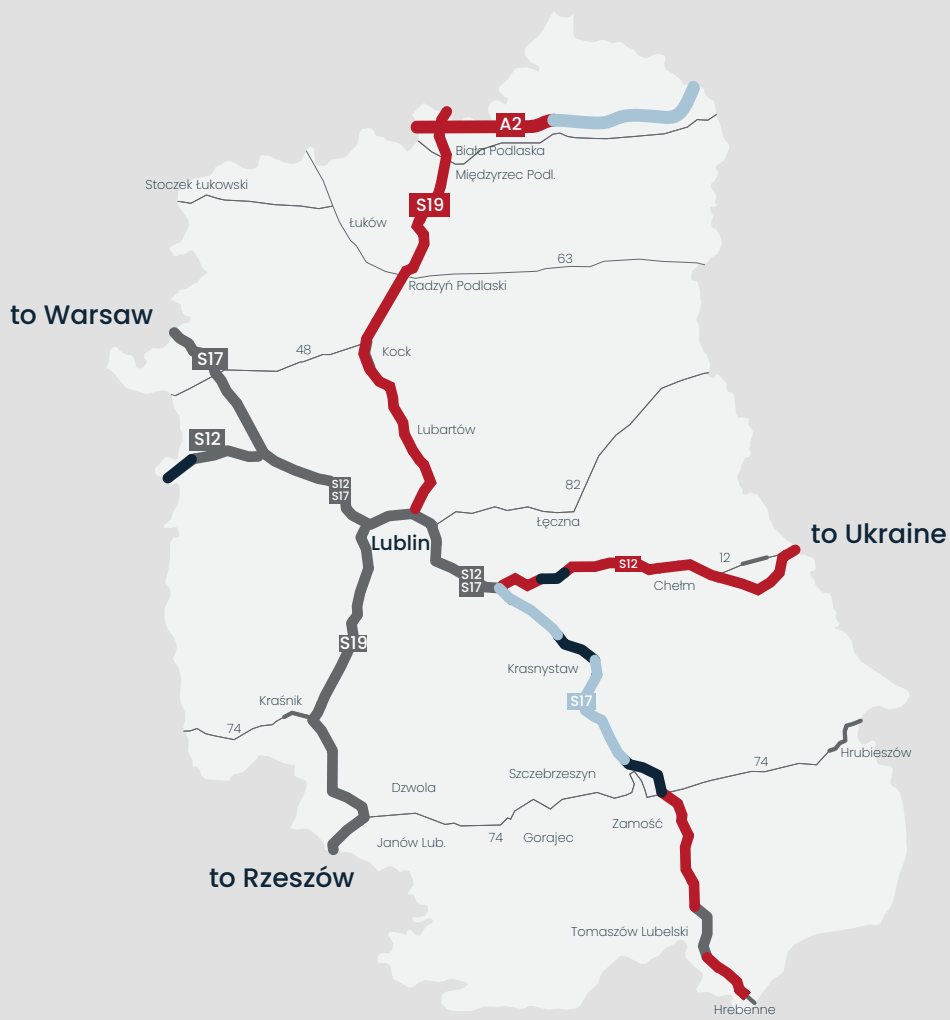 A2
Biała Podlaska
Międzyrzec Podl.
Stoczek Łukowski
S19
Łuków
63
Radzyń Podlaski
to Warsaw
S17
48
Kock
S12
Lubartów
S12
S17
82
Łęczna
to Ukraine
Lublin
12
S12
S12
S17
Chełm
S19
Krasnystaw
Kraśnik
S17
74
Hrubieszów
74
Szczebrzeszyn
Dzwola
Zamość
74
Gorajec
Janów Lub.
to Rzeszów
Tomaszów Lubelski
Hrebenne